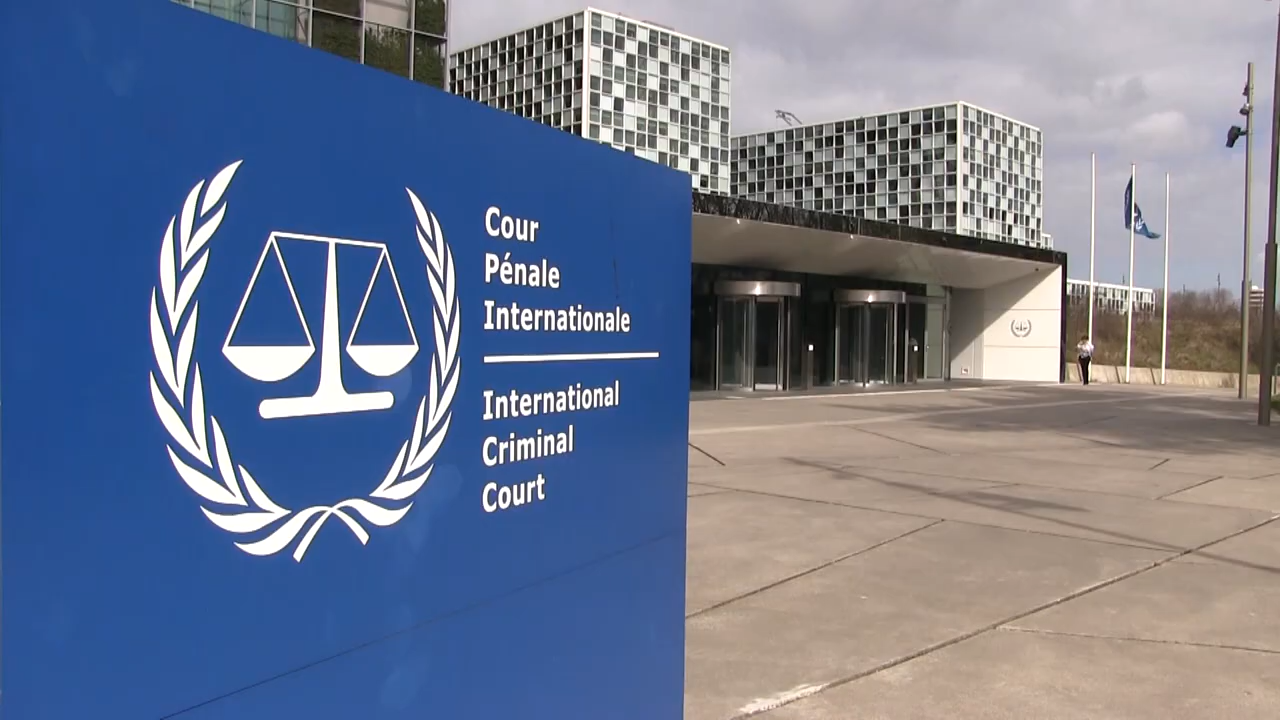 Cour
Pénale
Internationale
International
Criminal
Court